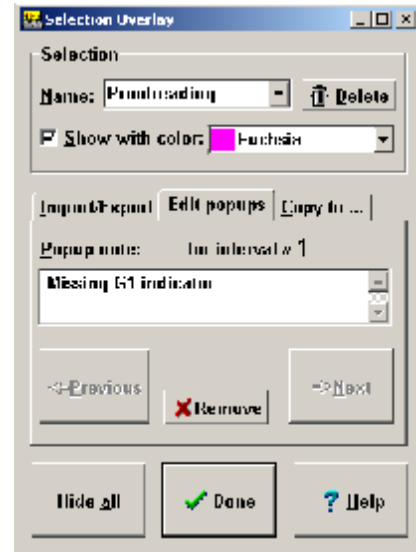 Selection Overlay
Selection
Name: Proofreading
Delete
Show with color: Fuchsia
Import/Export Edit popups Copy to ...
Popup note: for interval # 1
Missing G1 indicator
<-Previous
Remove
=>Next
Hide all
Done
? Help